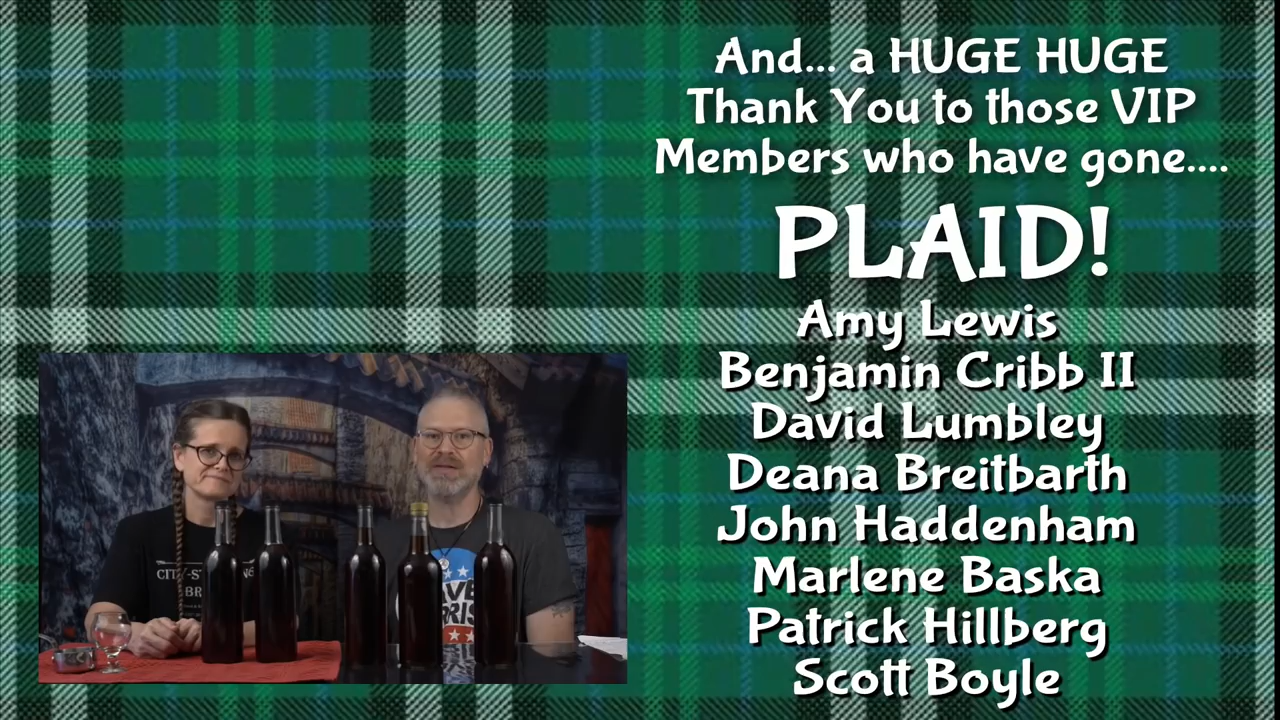 And... a HUGE HUGE
Thank You to those VIP
Members who have gone....
PLAID!
Amy Lewis
Benjamin Cribb II
David Lumbley
Deana Breitbarth
John Haddenham
Marlene Baska
Patrick Hillberg
Scott Boyle